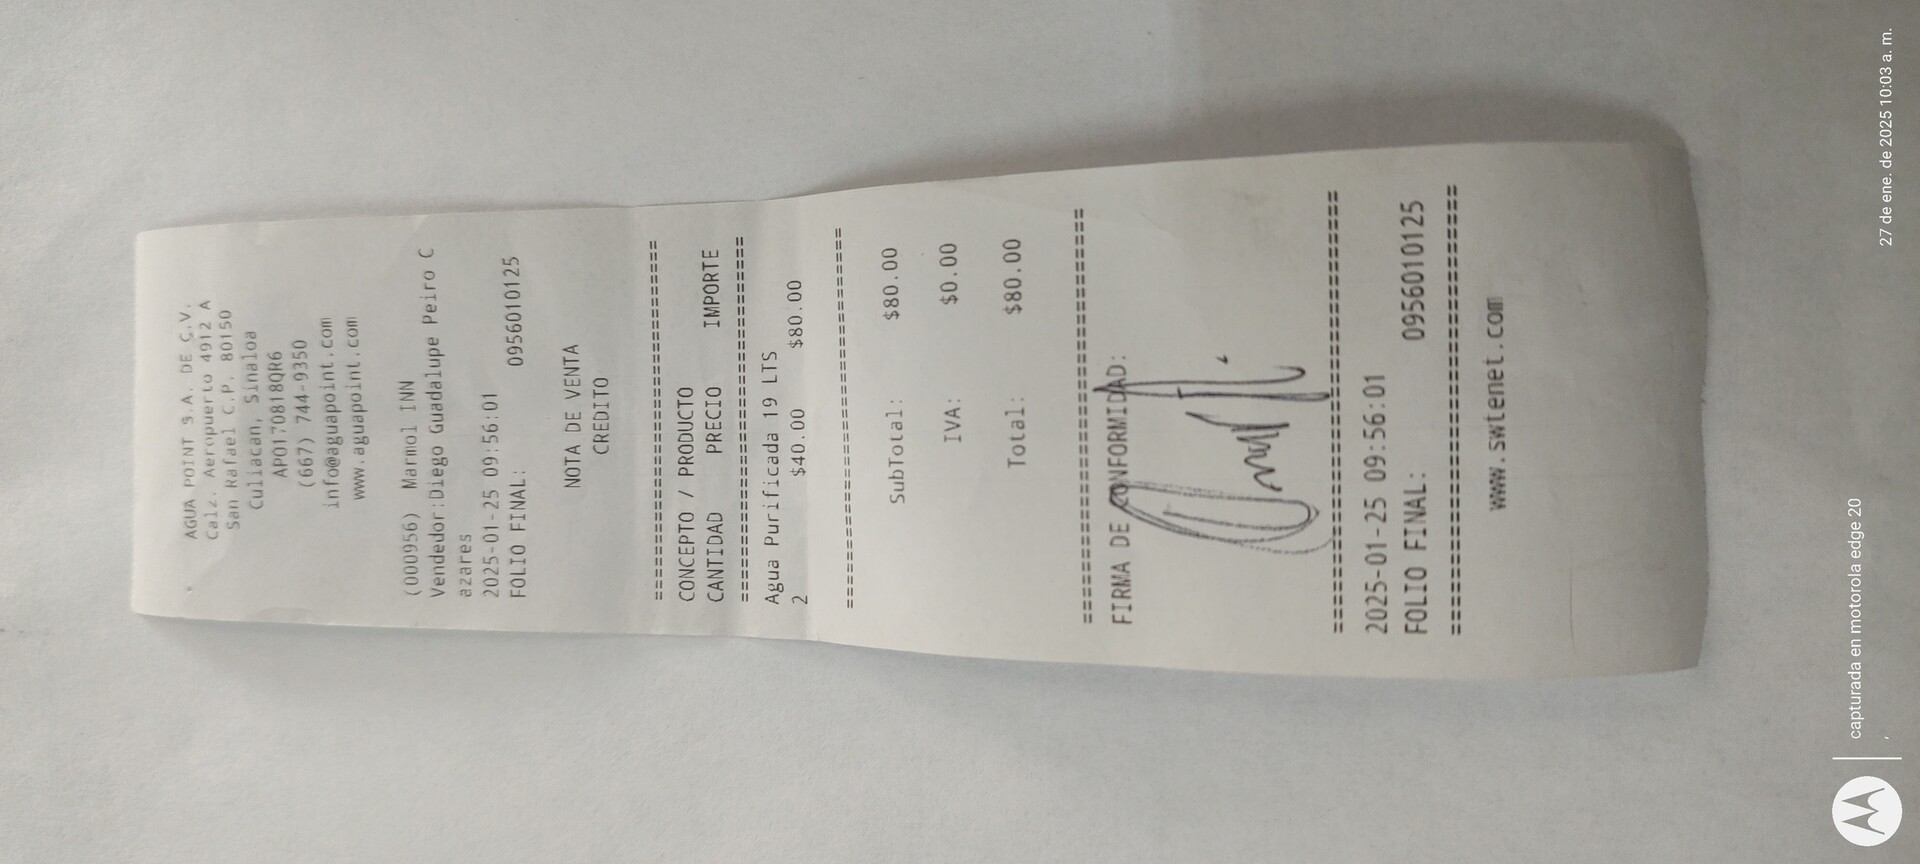 AGUA POINT S.A. DE C.V.
Calz. Aeropuerto 4912 A
San Rafael C.P. 80150
Culiacan, Sinaloa
APO170818QR6
(667) 744-9350
info@aguapoint.com
www.aguapoint.com
(000956) Marmol INN
Vendedor:Diego Guadalupe Peiro C
azares
2025-01-25 09:56:01
FOLIO FINAL: 0956010125
NOTA DE VENTA
CREDITO
================================
CONCEPTO / PRODUCTO
CANTIDAD PRECIO IMPORTE
================================
Agua Purificada 19 LTS
2 $40.00 $80.00
================================
SubTotal: $80.00
IVA: $0.00
Total: $80.00
================================
FIRMA DE CONFORMIDAD:
================================
2025-01-25 09:56:01
FOLIO FINAL: 0956010125
================================
www.swtenet.com
capturada en motorola edge 20
27 de ene. de 2025 10:03 a. m.